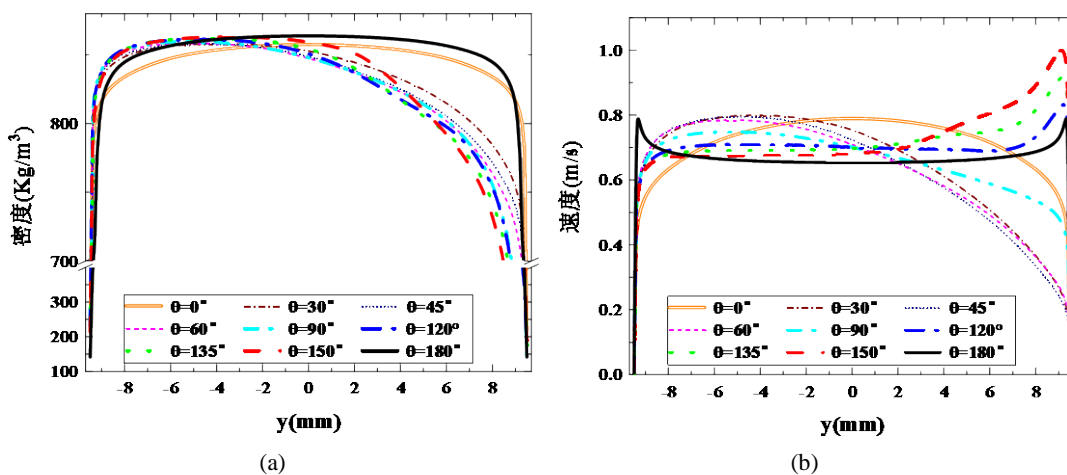 密度(Kg/m³)
800
700
300
200
100
-8 -6 -4 -2 0 2 4 6 8
y(mm)
θ=0° θ=30° θ=45°
θ=60° θ=90° θ=120°
θ=135° θ=150° θ=180°
(a)
速度(m/s)
1.0
0.8
0.6
0.4
0.2
0.0
-8 -6 -4 -2 0 2 4 6 8
y(mm)
θ=0° θ=30° θ=45°
θ=60° θ=90° θ=120°
θ=135° θ=150° θ=180°
(b)